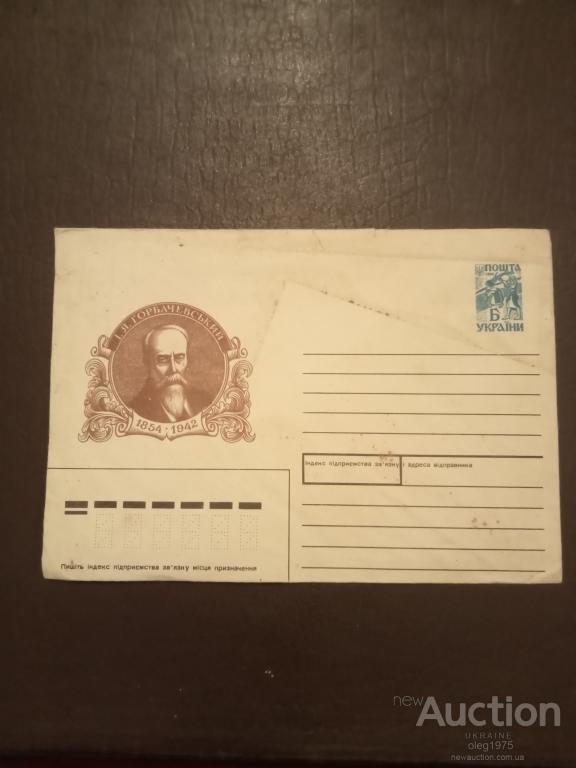 І.Я. ГОРБАЧЕВСЬКИЙ
1854 · 1942
ПОШТА
Б
УКРАЇНИ
Індекс підприємства зв'язку і адреса відправника
Пишіть індекс підприємства зв'язку місця призначення
new Auction
UKRAINE
oleg1975
newauction.com.ua